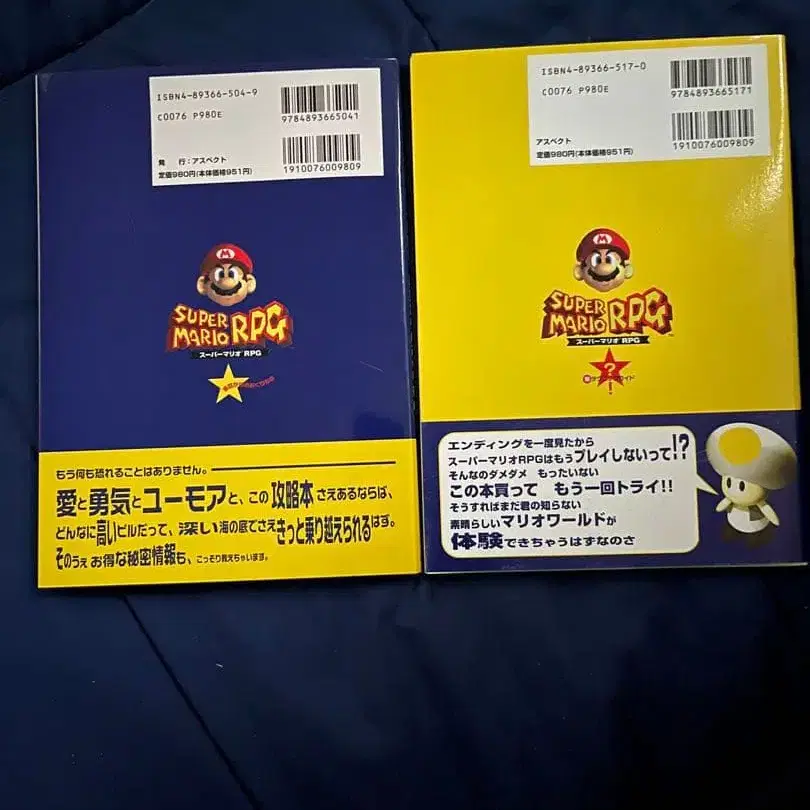 ISBN4-89366-504-9
C0076 P980E
9784893665041
発 行:アスペクト
定価980円(本体価格951円)
1910076009809
SUPER
MARIO RPG
スーパーマリオRPG
もう何も恐れることはありません。
愛と勇気とユーモアと、この攻略本さえあるならば、
どんなに高いビルだって、深い海の底でさえきっと乗り越えられるはず。
そのうえお得な秘密情報も、こっそり教えちゃいます。
ISBN4-89366-517-0
C0076 P980E
9784893665171
アスペクト
定価980円(本体価格951円)
1910076009809
SUPER
MARIO RPG
スーパーマリオRPG
?
!
エンディングを一度見たから
スーパーマリオRPGはもうプレイしないって!?
そんなのダメダメ もったいない
この本買って もう一回トライ!!
そうすればまだ君の知らない
素晴らしいマリオワールドが
体験できちゃうはずなのさ